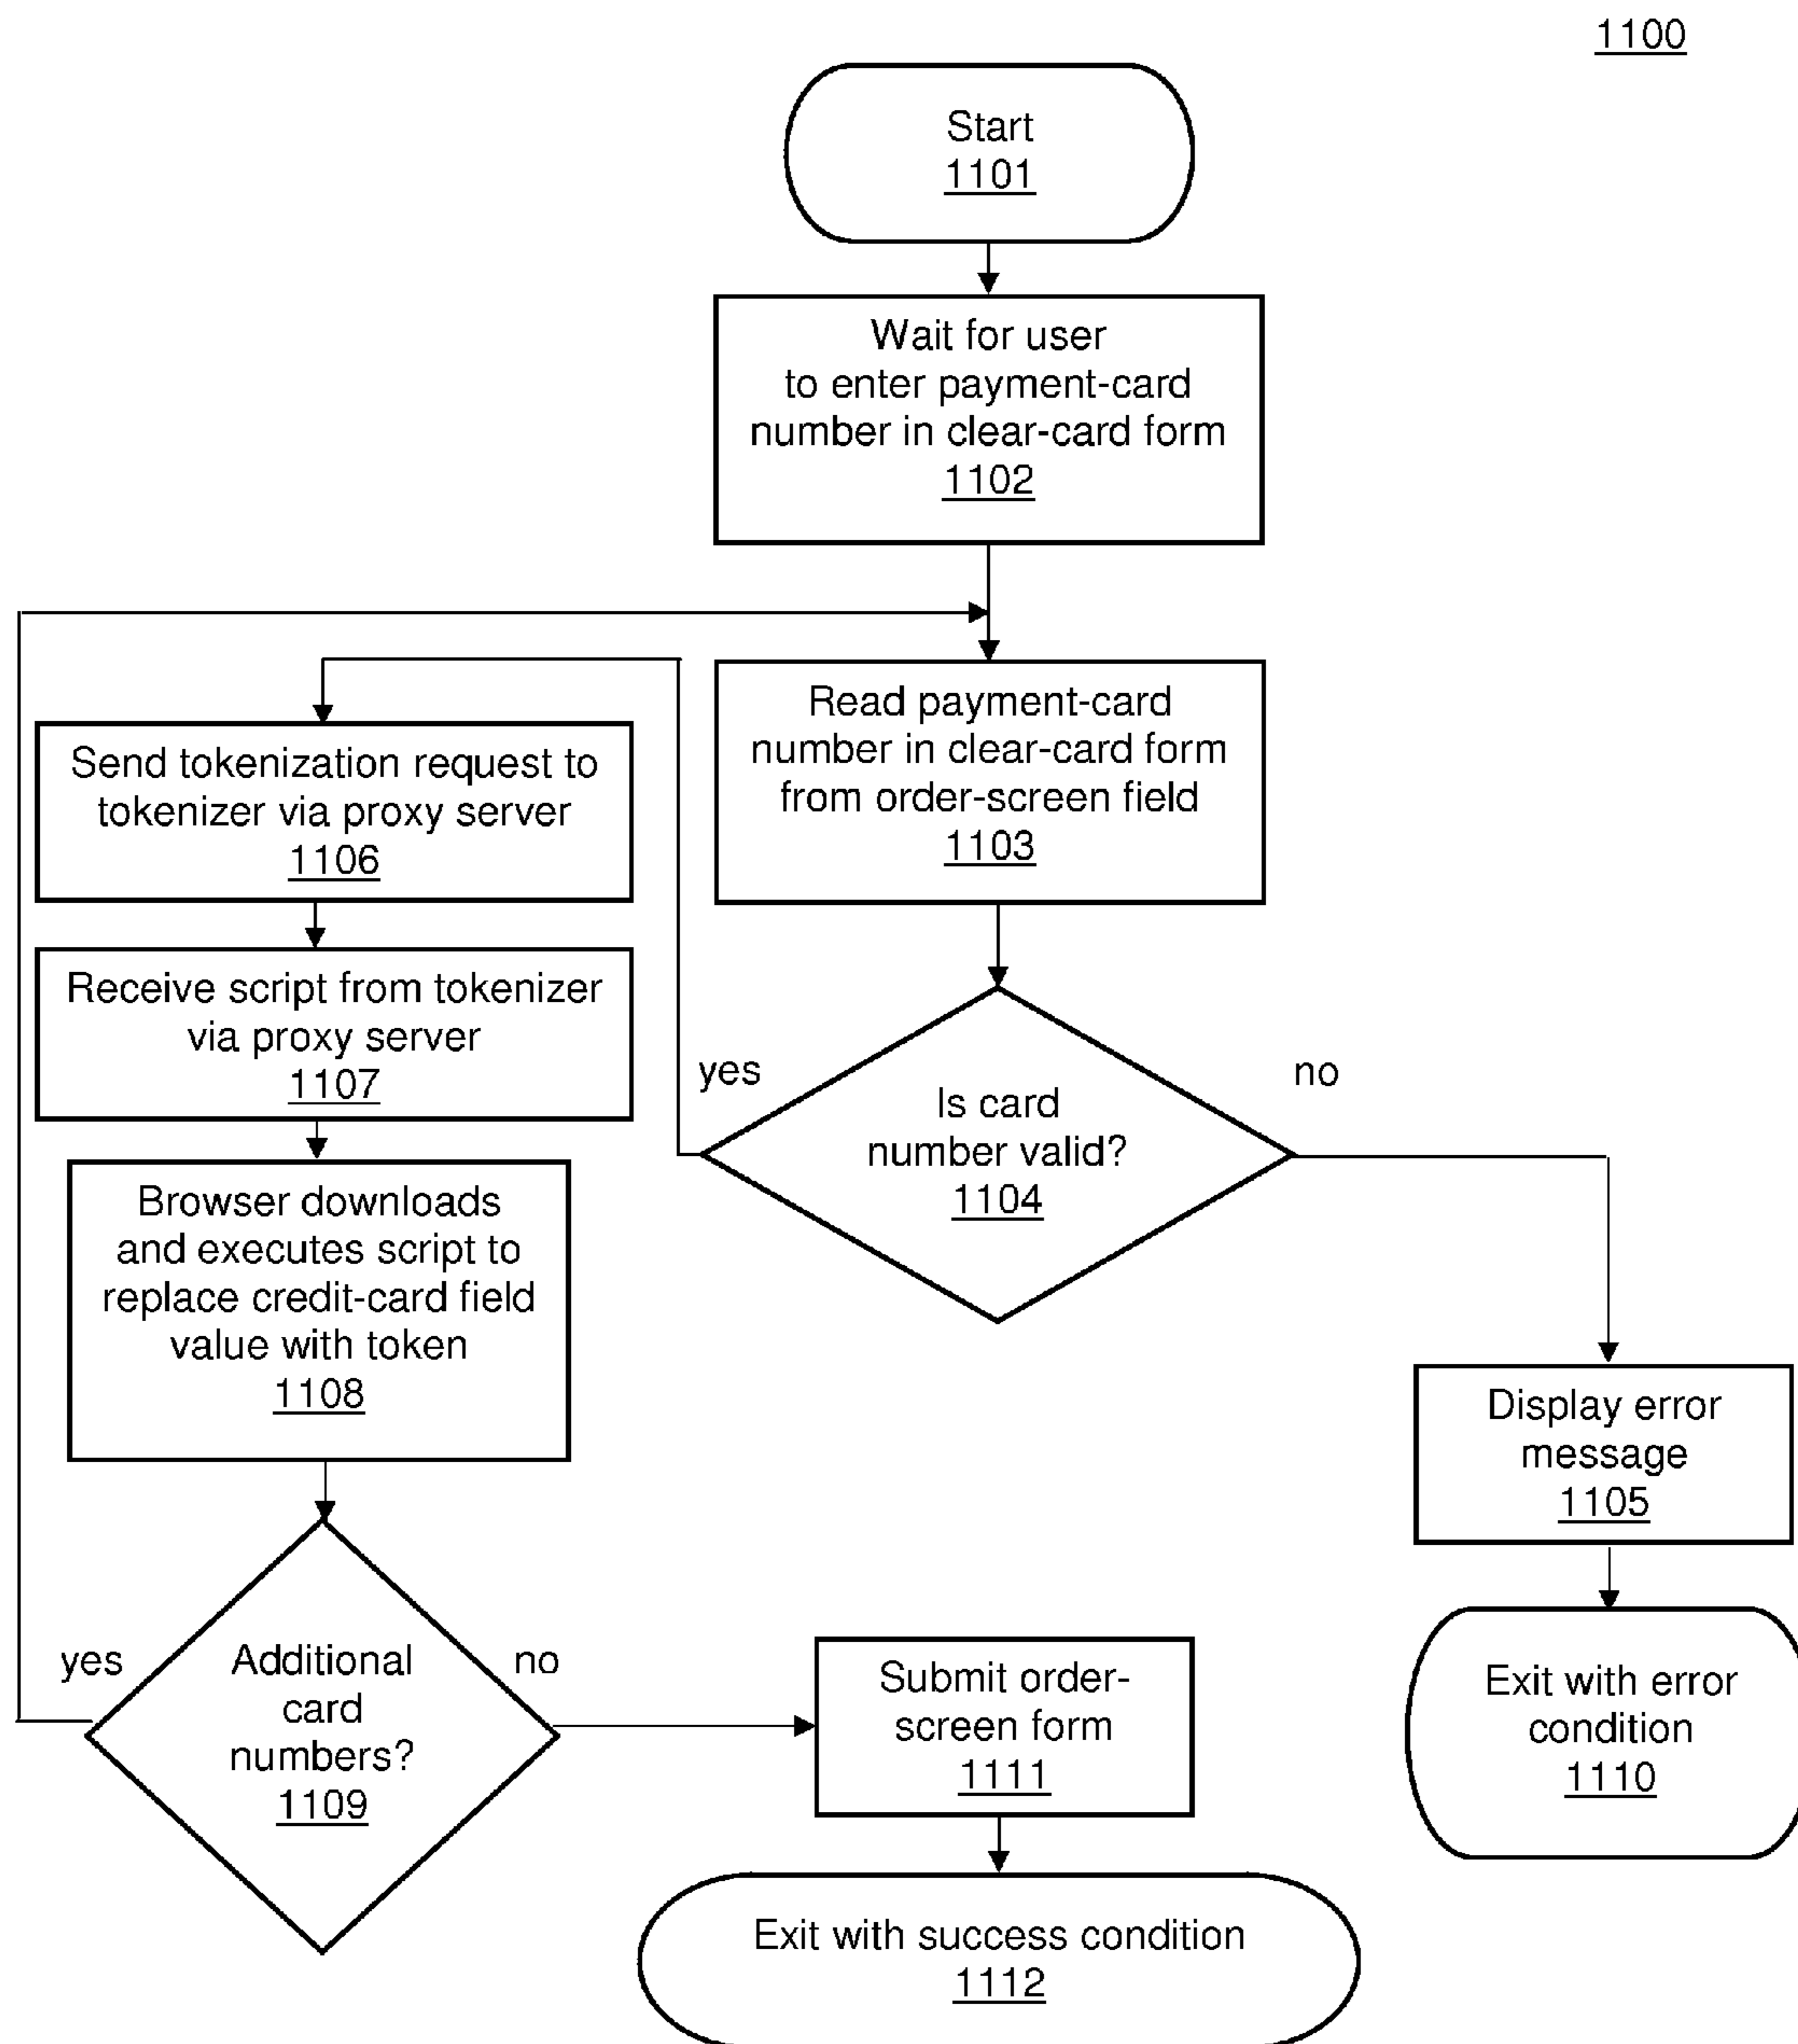 1100
Start
1101
Wait for user
to enter payment-card
number in clear-card form
1102
Read payment-card
number in clear-card form
from order-screen field
1103
Send tokenization request to
tokenizer via proxy server
1106
Receive script from tokenizer
via proxy server
1107
yes
no
Is card
number valid?
1104
Browser downloads
and executes script to
replace credit-card field
value with token
1108
Display error
message
1105
yes
no
Additional
card
numbers?
1109
Submit order-
screen form
1111
Exit with error
condition
1110
Exit with success condition
1112